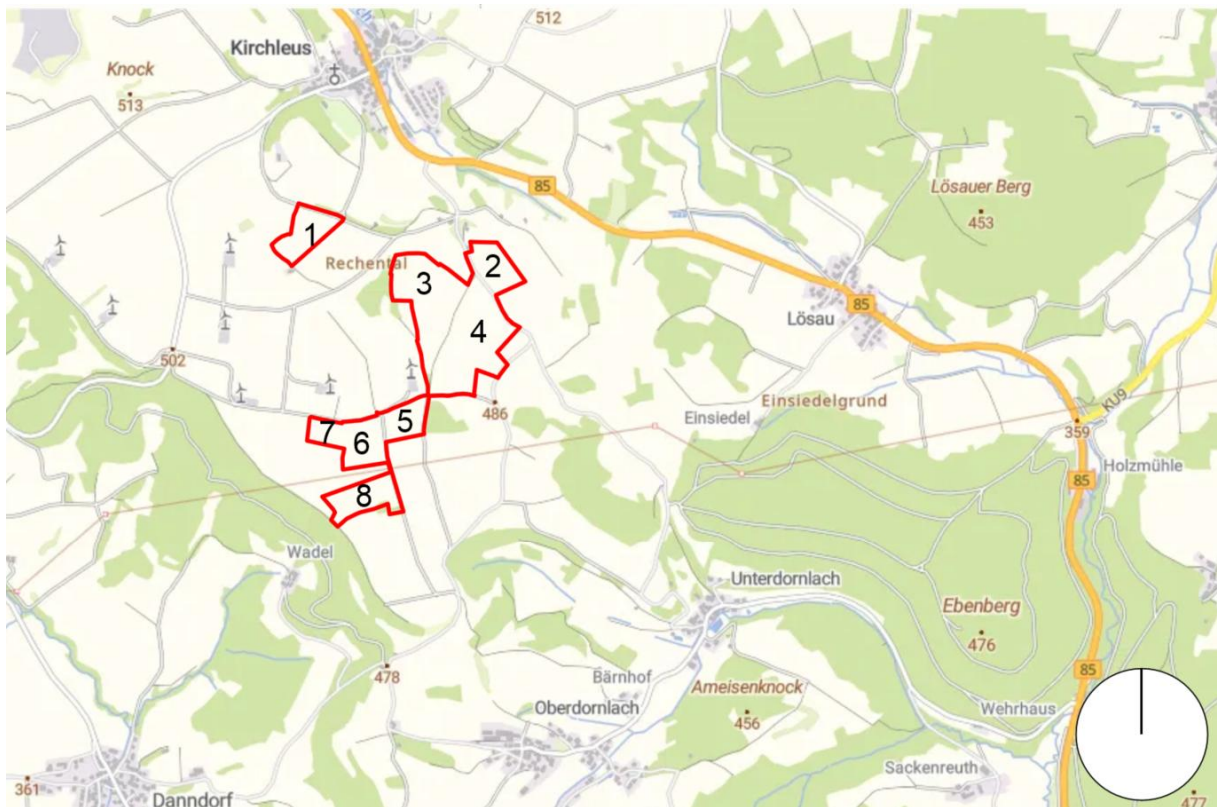 512
Kirchleus
Knock
513
85
Lösauer Berg
453
1
Rechental
2
3
85
Lösau
4
502
486
5
Einsiedel
Einsiedelgrund
KU9
359
7
6
Holzmühle
85
8
Wadel
Unterdornlach
Ebenberg
476
478
Bärnhof
85
Ameisenknock
456
Oberdornlach
Wehrhaus
Sackenreuth
361
Danndorf
477